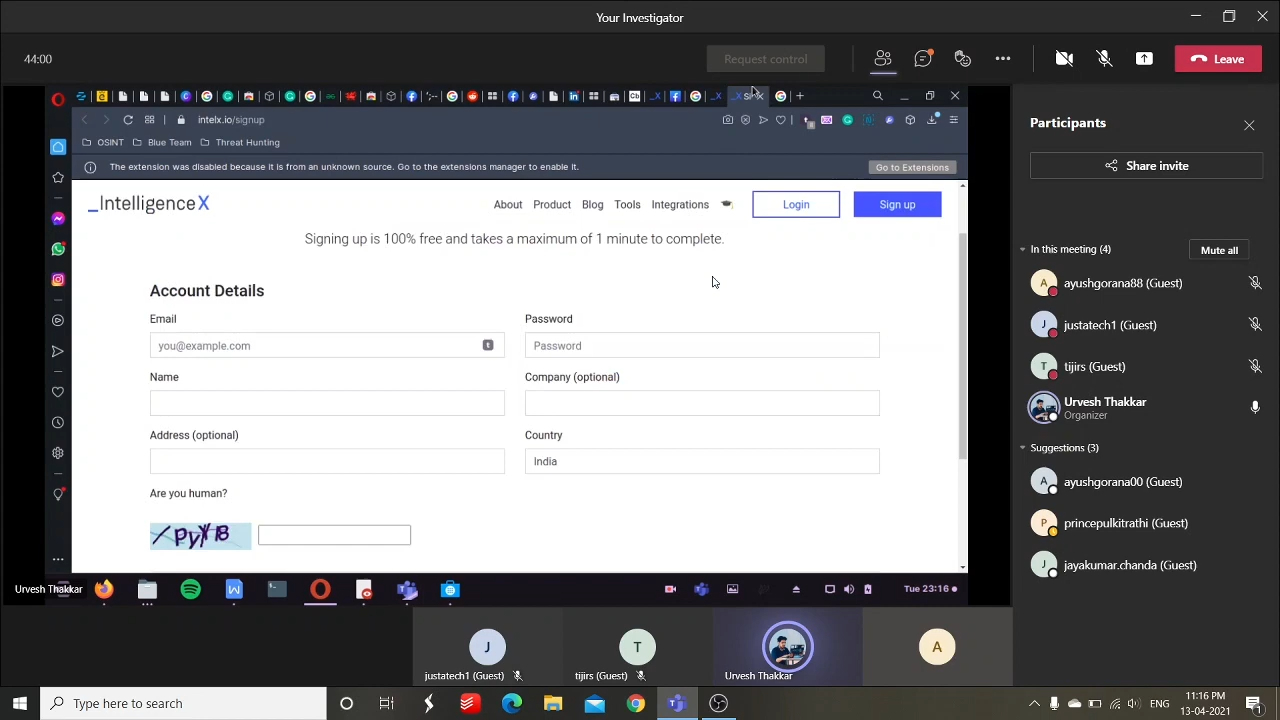 Your Investigator
44:00
Request control
Leave
intelx.io/signup
OSINT
Blue Team
Threat Hunting
The extension was disabled because it is from an unknown source. Go to the extensions manager to enable it.
Go to Extensions
_IntelligenceX
About
Product
Blog
Tools
Integrations
Login
Sign up
Signing up is 100% free and takes a maximum of 1 minute to complete.
Account Details
Email
Password
you@example.com
Password
Name
Company (optional)
Address (optional)
Country
India
Are you human?
Urvesh Thakkar
Tue 23:16
Participants
Share invite
In this meeting (4)
Mute all
A
ayushgorana88 (Guest)
J
justatech1 (Guest)
T
tijirs (Guest)
Urvesh Thakkar
Organizer
Suggestions (3)
A
ayushgorana00 (Guest)
P
princepulkitrathi (Guest)
J
jayakumar.chanda (Guest)
J
justatech1 (Guest)
T
tijirs (Guest)
Urvesh Thakkar
A
Type here to search
ENG
11:16 PM
13-04-2021